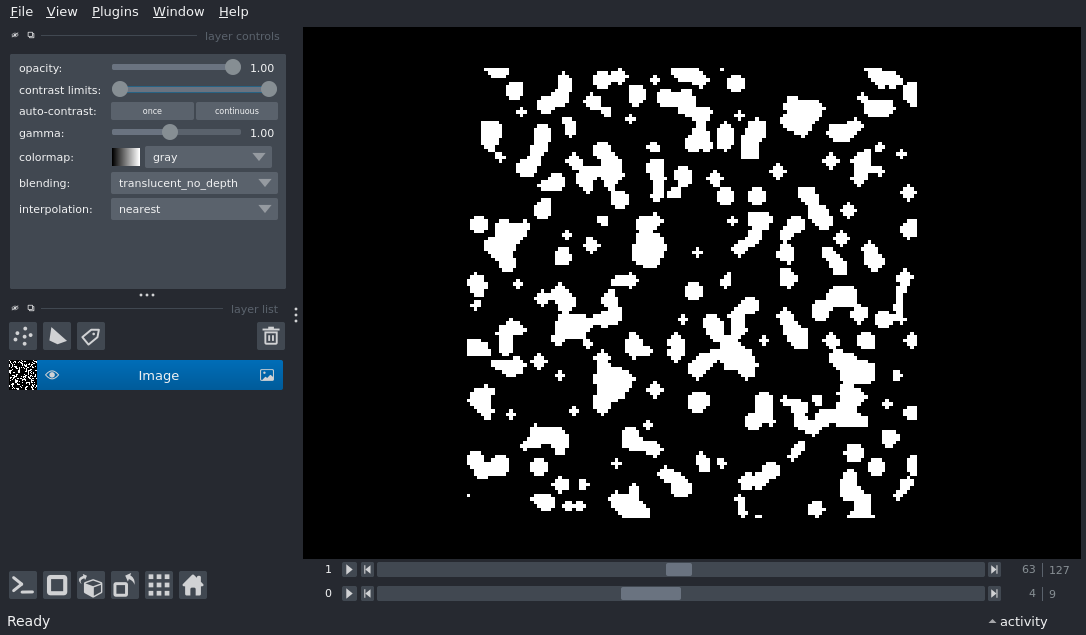 File View Plugins Window Help
layer controls
opacity: 1.00
contrast limits:
auto-contrast: once continuous
gamma: 1.00
colormap: gray
blending: translucent_no_depth
interpolation: nearest
layer list
Image
1 63 127
0 4 9
Ready activity